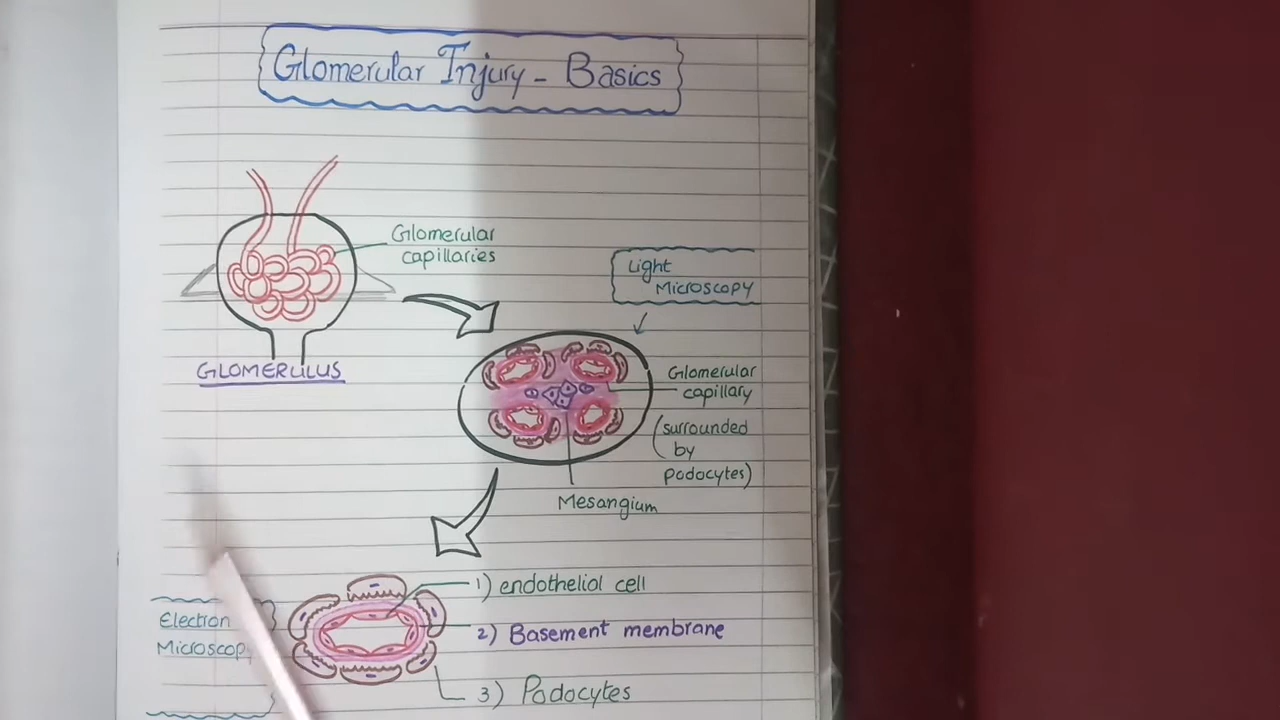 Glomerular Injury - Basics
Glomerular
capillaries
GLOMERULUS
Light
Microscopy
Glomerular
capillary
(surrounded
by
podocytes)
Mesangium
Electron
Microscop
1) endothelial cell
2) Basement membrane
3) Podocytes